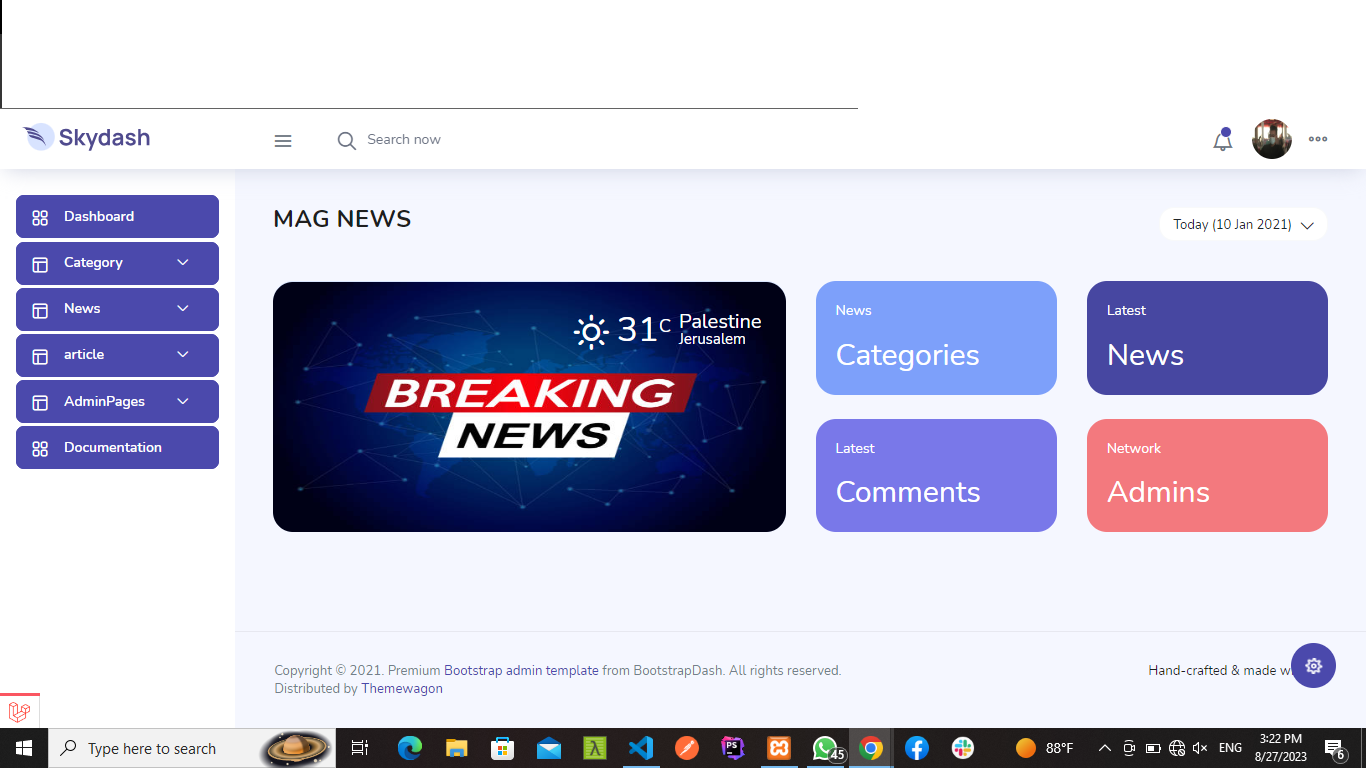 Skydash
Search now
Dashboard
Category
News
article
AdminPages
Documentation
MAG NEWS
Today (10 Jan 2021)
31C
Palestine
Jerusalem
BREAKING
NEWS
News
Categories
Latest
News
Latest
Comments
Network
Admins
Copyright © 2021. Premium Bootstrap admin template from BootstrapDash. All rights reserved.
Distributed by Themewagon
Hand-crafted & made
Type here to search
PS
45
88°F
ENG
3:22 PM
8/27/2023
6